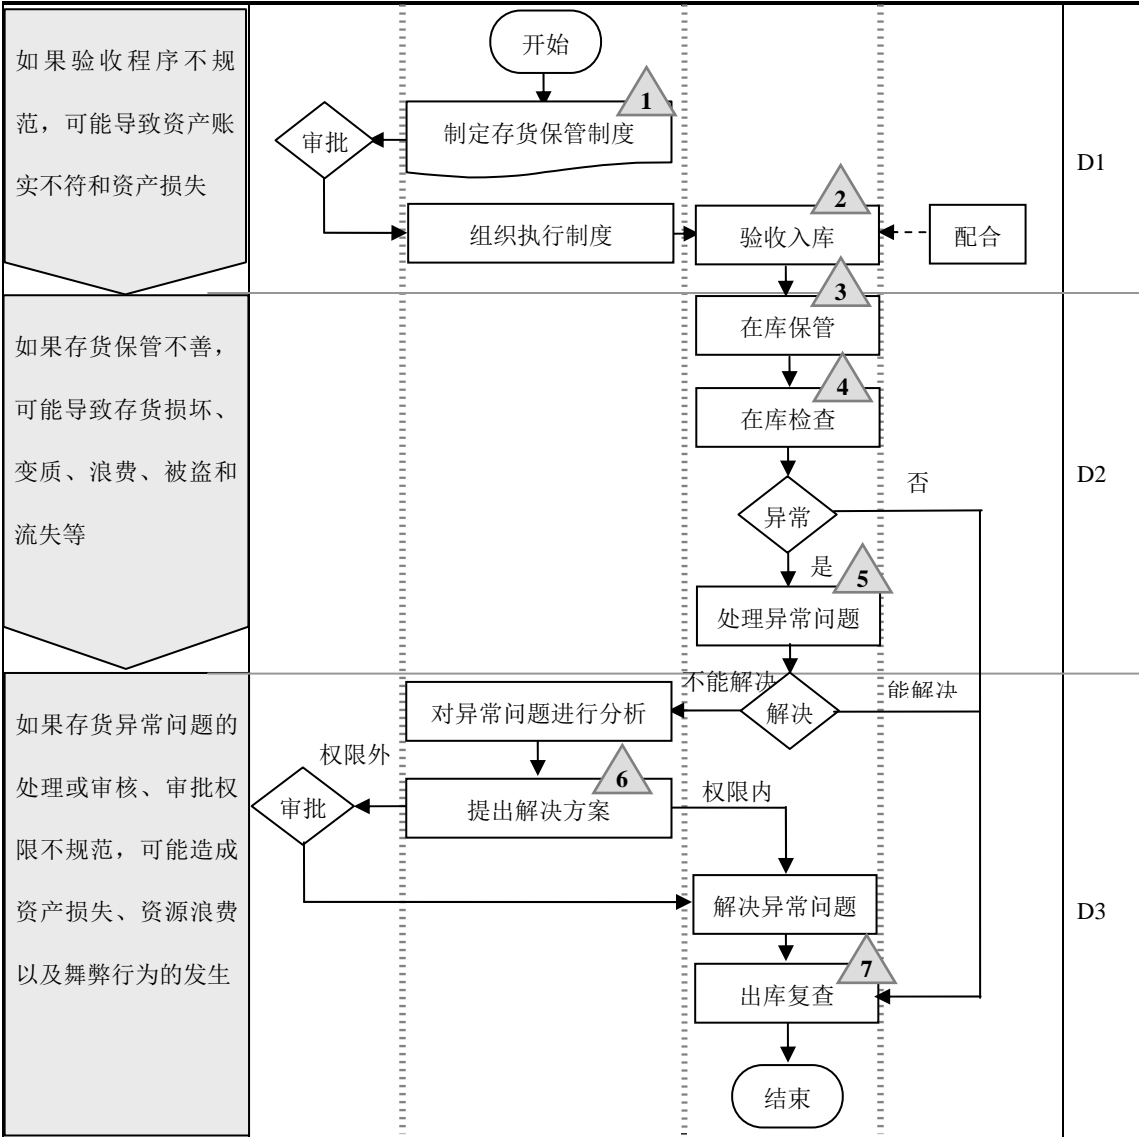 如果验收程序不规
范，可能导致资产账
实不符和资产损失
开始
1
制定存货保管制度
审批
2
组织执行制度
验收入库
配合
D1
如果存货保管不善，
可能导致存货损坏、
变质、浪费、被盗和
流失等
3
在库保管
4
在库检查
异常
否
是
5
处理异常问题
D2
如果存货异常问题的
处理或审核、审批权
限不规范，可能造成
资产损失、资源浪费
以及舞弊行为的发生
不能解决
解决
能解决
对异常问题进行分析
权限外
6
审批
提出解决方案
权限内
解决异常问题
7
出库复查
结束
D3